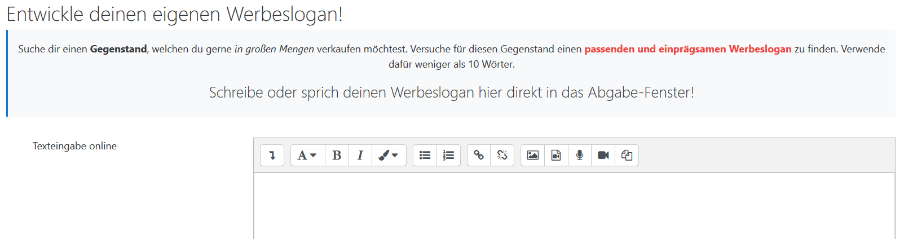 Entwickle deinen eigenen Werbeslogan!
Suche dir einen Gegenstand, welchen du gerne in großen Mengen verkaufen möchtest. Versuche für diesen Gegenstand einen passenden und einprägsamen Werbeslogan zu finden. Verwende
dafür weniger als 10 Wörter.
Schreibe oder sprich deinen Werbeslogan hier direkt in das Abgabe-Fenster!
Texteingabe online
A B I